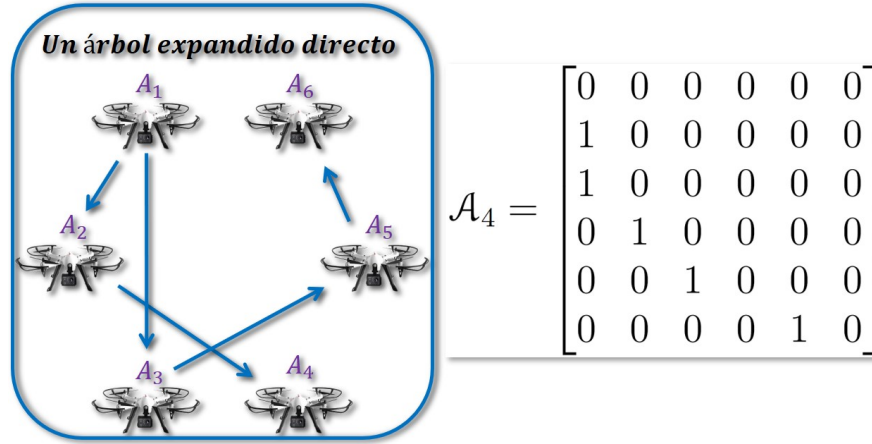 Un árbol expandido directo
A₁ A₆
A₂ A₅
A₃ A₄
𝒜₄ =
0 0 0 0 0 0
1 0 0 0 0 0
1 0 0 0 0 0
0 1 0 0 0 0
0 0 1 0 0 0
0 0 0 0 1 0